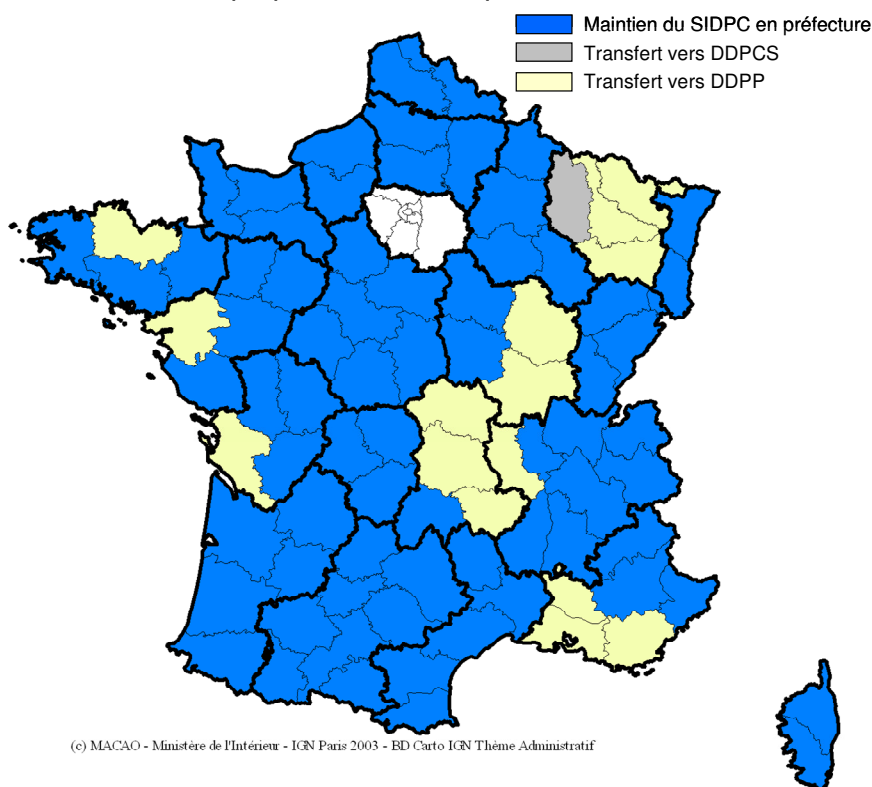 Maintien du SIDPC en préfecture
Transfert vers DDPCS
Transfert vers DDPP
(c) MACAO - Ministère de l'Intérieur - IGN Paris 2003 - BD Carto IGN Thème Administratif